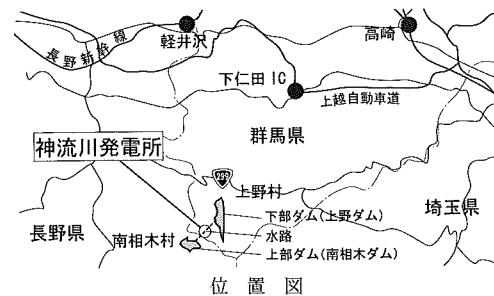 長野新幹線
軽井沢
高崎
下仁田 IC
上越自動車道
群馬県
神流川発電所
299
上野村
下部ダム(上野ダム)
水路
上部ダム(南相木ダム)
長野県
南相木村
埼玉県
位置図